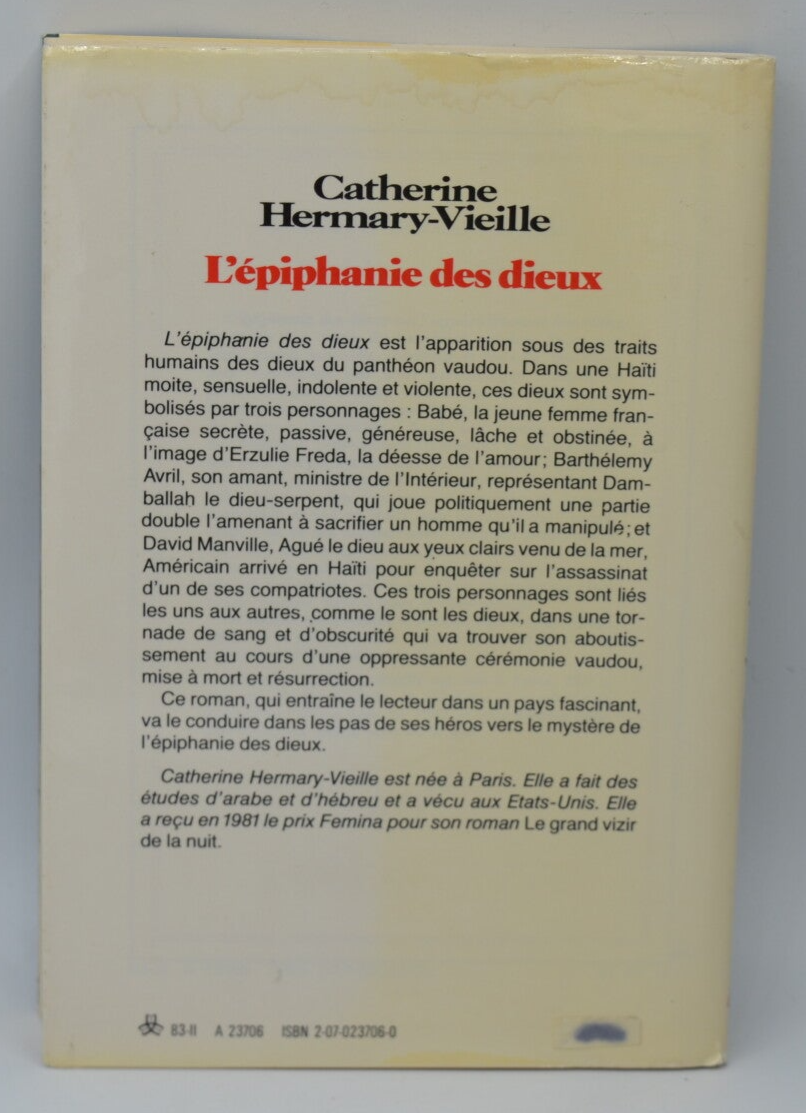 Catherine
Hermary-Vieille
L'épiphanie des dieux
L'épiphanie des dieux est l'apparition sous des traits
humains des dieux du panthéon vaudou. Dans une Haïti
moite, sensuelle, indolente et violente, ces dieux sont sym-
bolisés par trois personnages : Babé, la jeune femme fran-
çaise secrète, passive, généreuse, lâche et obstinée, à
l'image d'Erzulie Freda, la déesse de l'amour; Barthélemy
Avril, son amant, ministre de l'Intérieur, représentant Dam-
ballah le dieu-serpent, qui joue politiquement une partie
double l'amenant à sacrifier un homme qu'il a manipulé; et
David Manville, Agué le dieu aux yeux clairs venu de la mer,
Américain arrivé en Haïti pour enquêter sur l'assassinat
d'un de ses compatriotes. Ces trois personnages sont liés
les uns aux autres, comme le sont les dieux, dans une tor-
nade de sang et d'obscurité qui va trouver son aboutis-
sement au cours d'une oppressante cérémonie vaudou,
mise à mort et résurrection.
Ce roman, qui entraîne le lecteur dans un pays fascinant,
va le conduire dans les pas de ses héros vers le mystère de
l'épiphanie des dieux.
Catherine Hermary-Vieille est née à Paris. Elle a fait des
études d'arabe et d'hébreu et a vécu aux Etats-Unis. Elle
a reçu en 1981 le prix Femina pour son roman Le grand vizir
de la nuit.
83-II A 23706 ISBN 2-07-023706-0